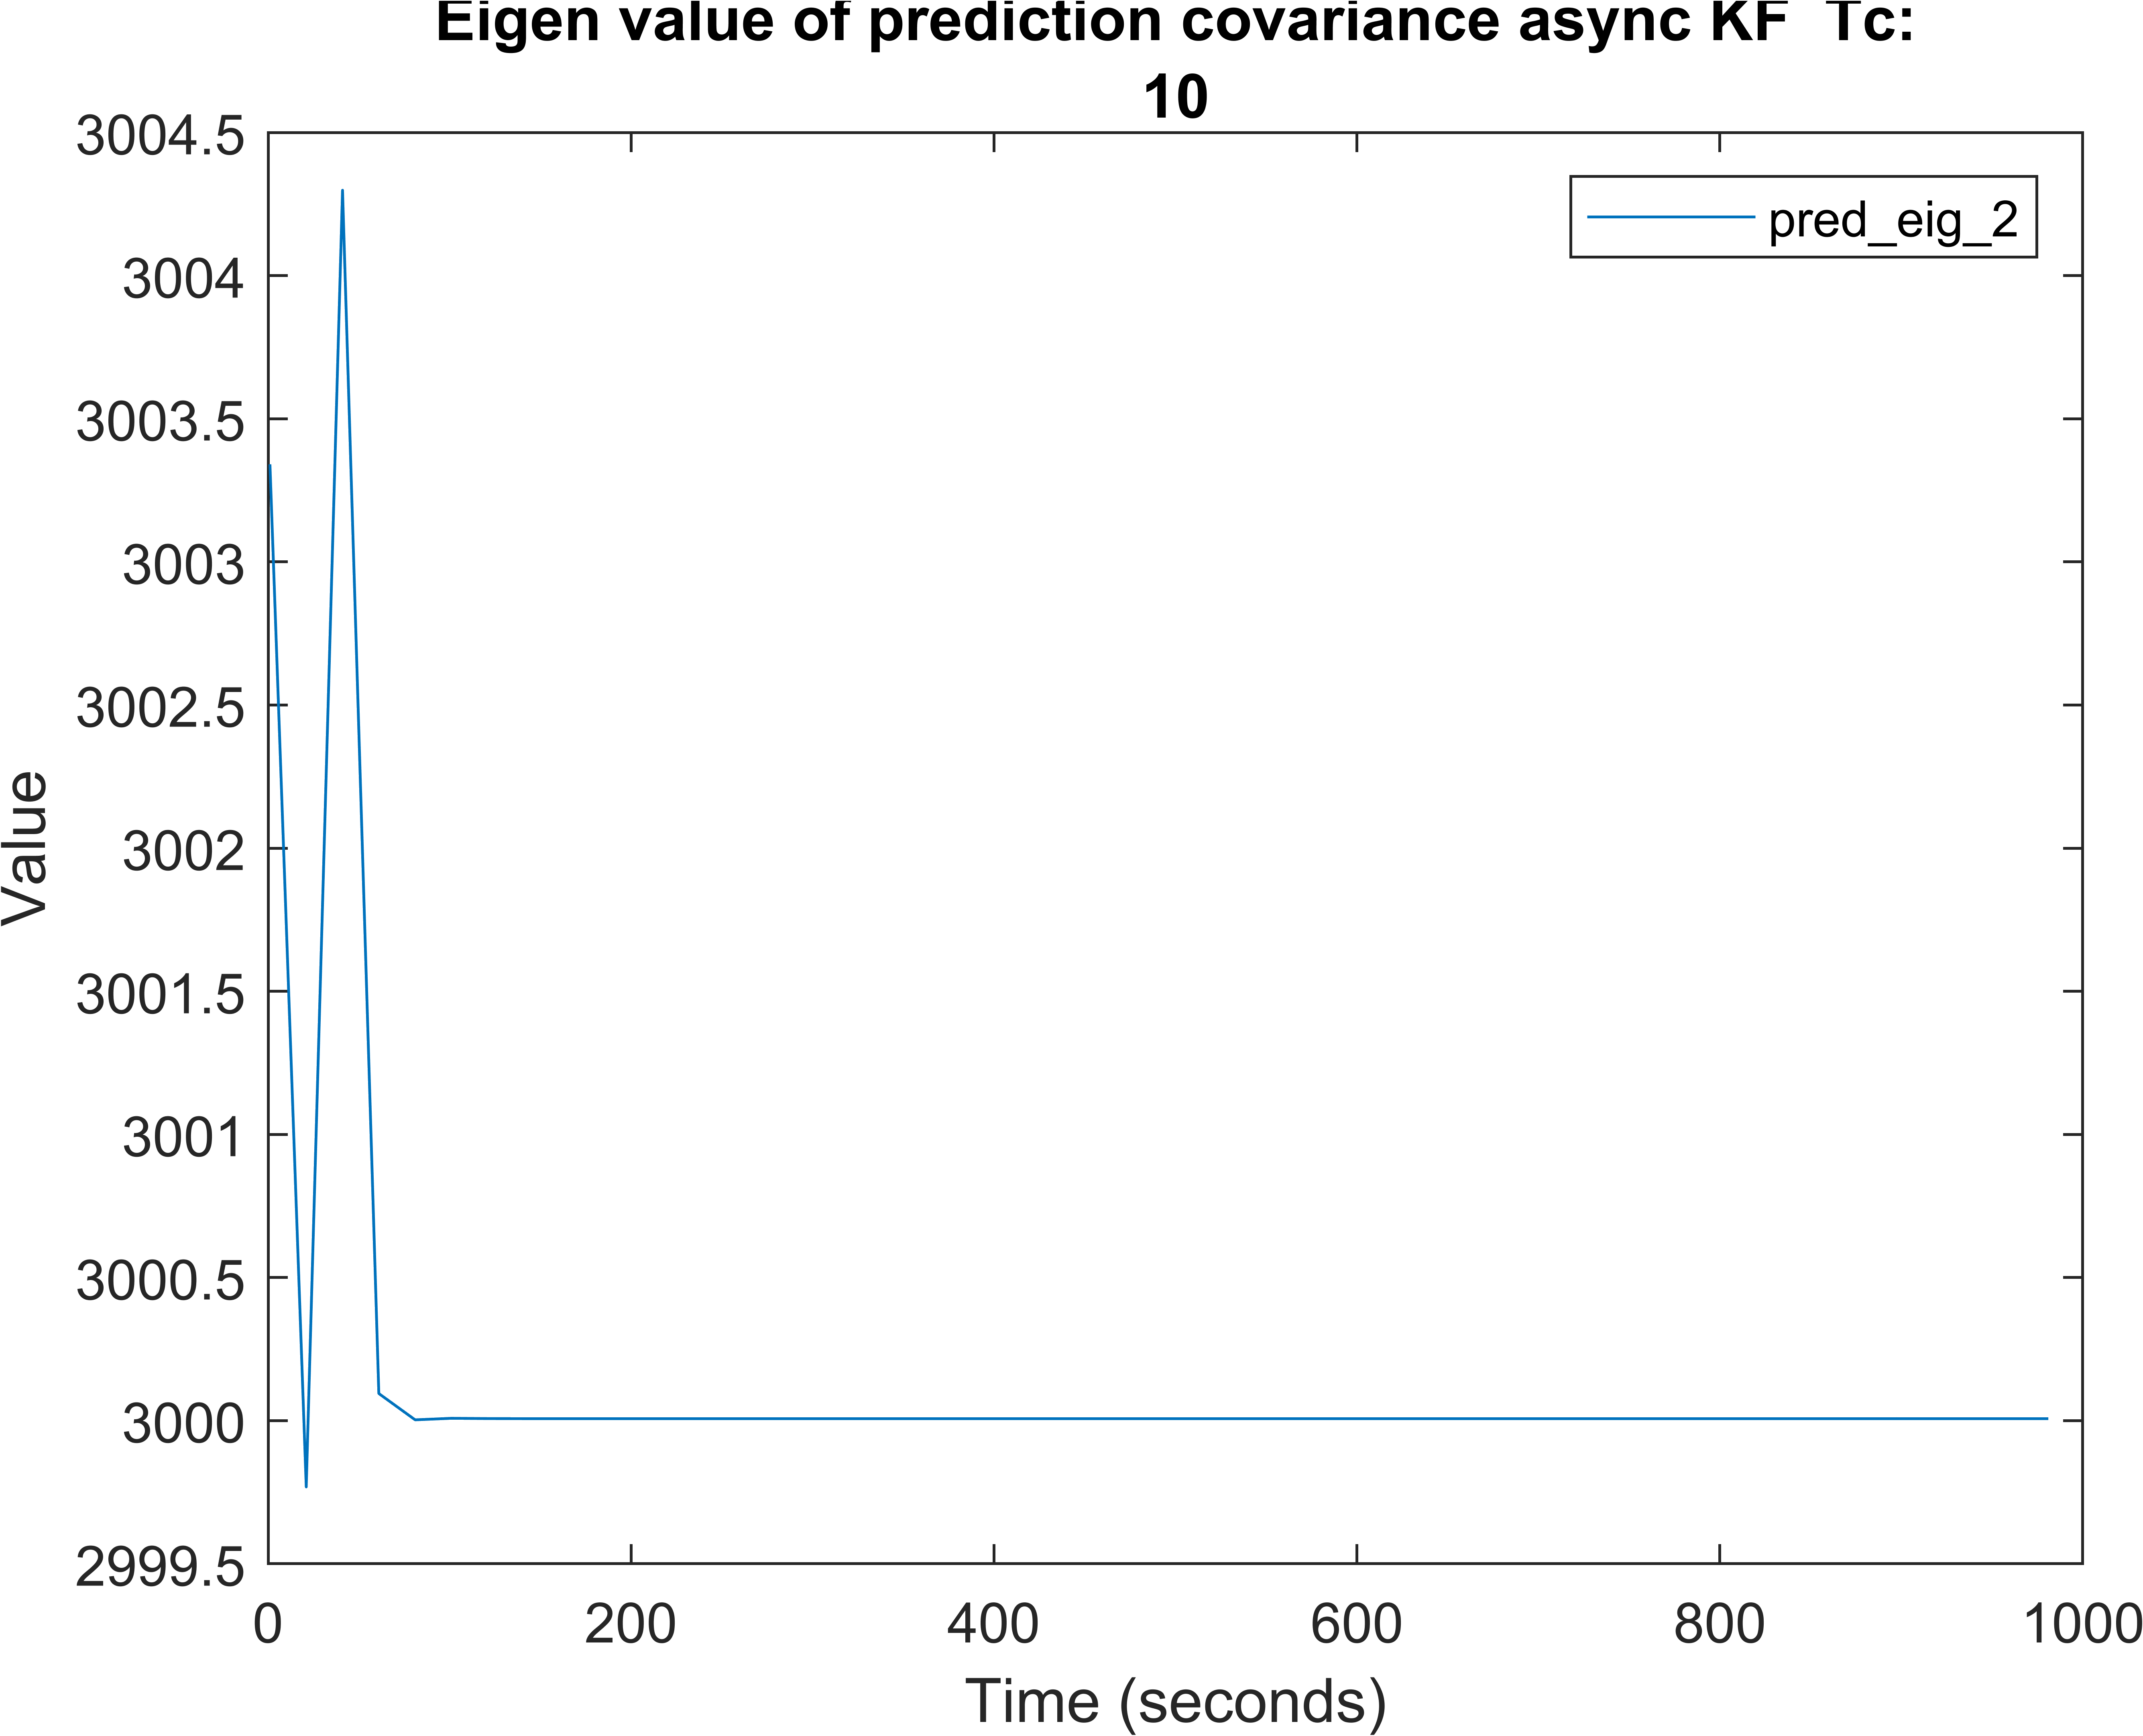 Eigen value of prediction covariance async KF Tc:
10
3004.5
3004
3003.5
3003
3002.5
3002
3001.5
3001
3000.5
3000
2999.5
Value
pred_eig_2
0 200 400 600 800 1000
Time (seconds)